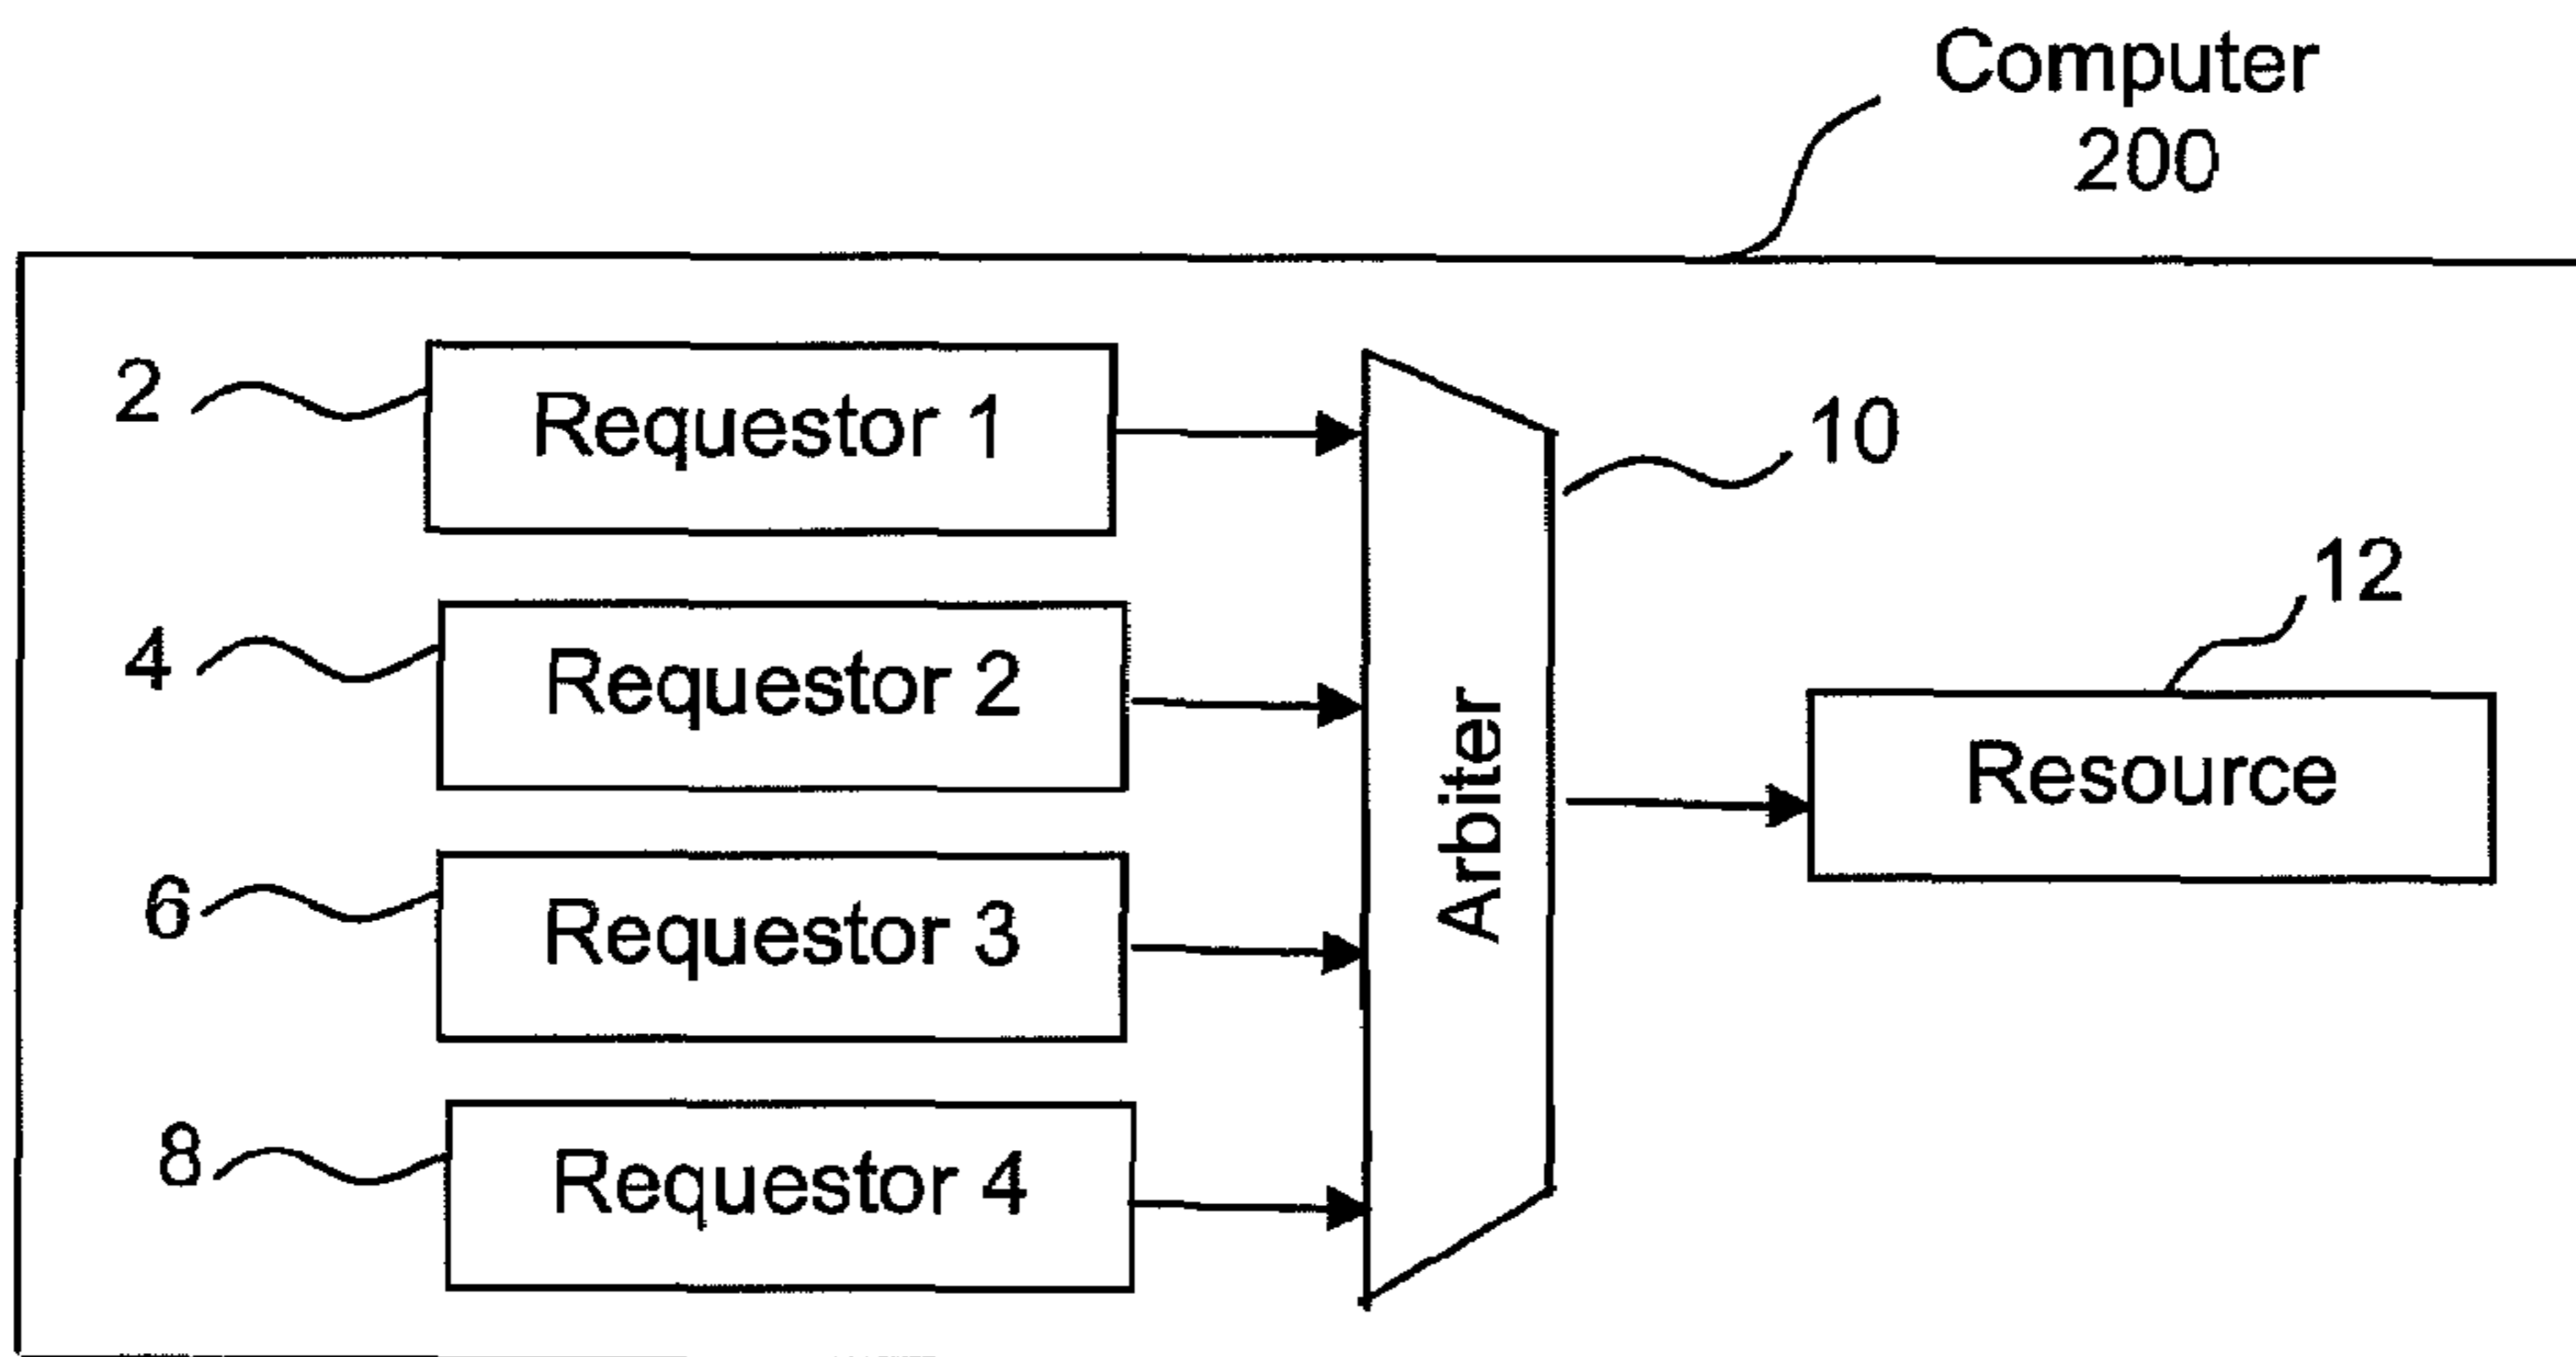 Computer
200
2
Requestor 1
10
4
Requestor 2
12
Arbiter
Resource
6
Requestor 3
8
Requestor 4